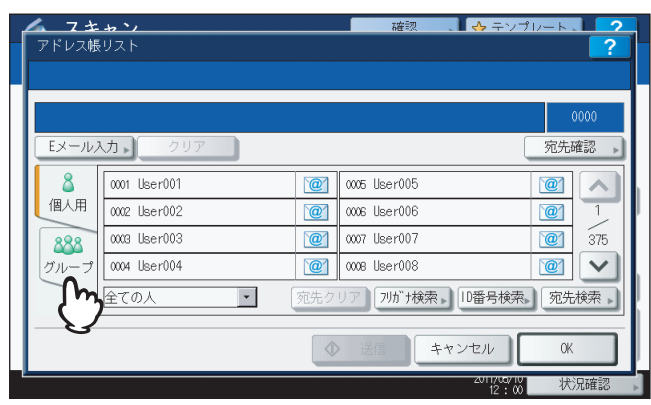 スキャン 確認 テンプレート ?
アドレス帳リスト ?
0000
Eメール入力 クリア 宛先確認
個人用
グループ
0001 User001 @ 0005 User005 @
0002 User002 @ 0006 User006 @
0003 User003 @ 0007 User007 @
0004 User004 @ 0008 User008 @
1
375
全ての人 宛先クリア ﾌﾘｶﾞﾅ検索 ID番号検索 宛先検索
送信 キャンセル OK
2011/05/10
12：00
状況確認